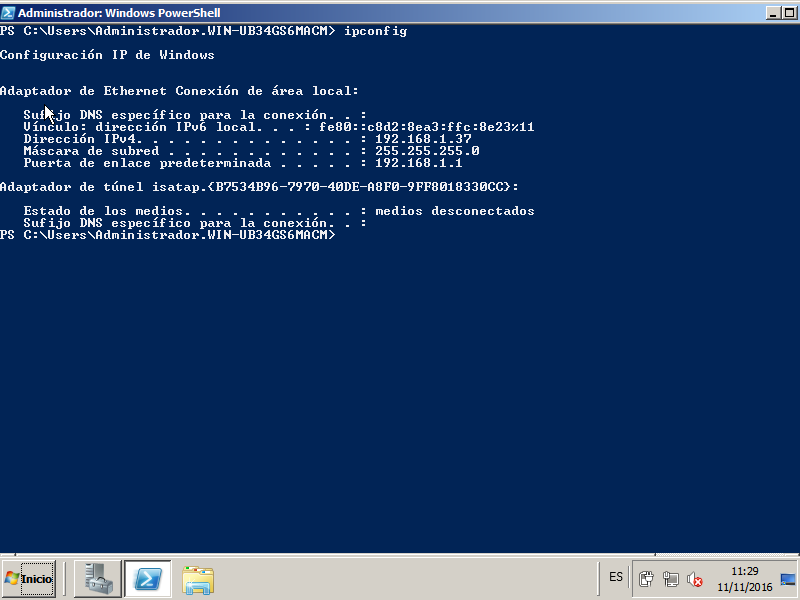 Administrador: Windows PowerShell
PS C:\Users\Administrador.WIN-UB34GS6MACM> ipconfig
Configuración IP de Windows
Adaptador de Ethernet Conexión de área local:
Sufijo DNS específico para la conexión. . :
Vínculo: dirección IPv6 local. . . : fe80::c8d2:8ea3:ffc:8e23%11
Dirección IPv4. . . . . . . . . . . . . . : 192.168.1.37
Máscara de subred . . . . . . . . . . . . : 255.255.255.0
Puerta de enlace predeterminada . . . . . : 192.168.1.1
Adaptador de túnel isatap.{B7534B96-7970-40DE-A8F0-9FF8018330CC}:
Estado de los medios. . . . . . . . . . . : medios desconectados
Sufijo DNS específico para la conexión. . :
PS C:\Users\Administrador.WIN-UB34GS6MACM>
Inicio
ES
11:29
11/11/2016